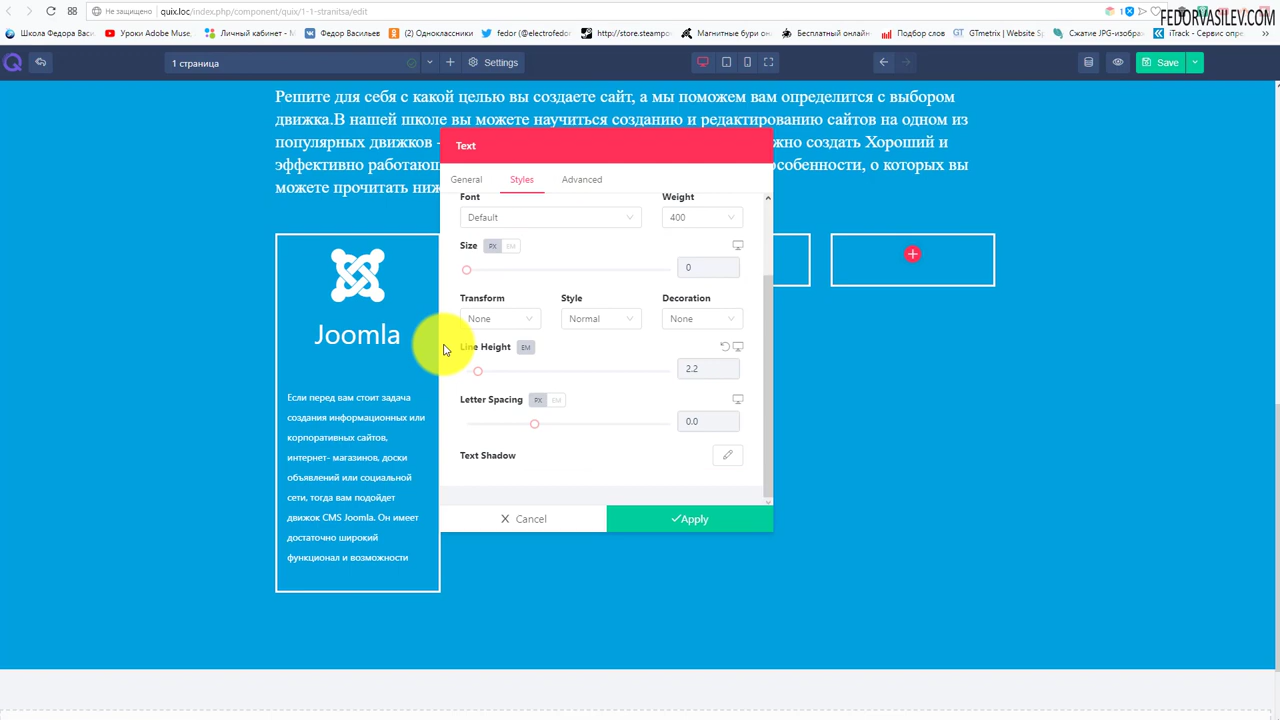 FEDORVASILEV.COM
Не защищено quix.loc/index.php/component/quix/1-1-stranitsa/edit
Школа Федора Васи. Уроки Adobe Muse, Личный кабинет - М Федор Васильев (2) Одноклассники fedor (@electrofedor http://store.steampo Магнитные бури он Бесплатный онлайн Подбор слов GTmetrix | Website Sp Сжатие JPG-изображ iTrack - Сервис опре
1 страница Settings Save
Решите для себя с какой целью вы создаете сайт, а мы поможем вам определится с выбором
движка.В нашей школе вы можете научиться созданию и редактированию сайтов на одном из
популярных движков - жно создать Хороший и
эффективно работающ особенности, о которых вы
можете прочитать ниж
Text
General Styles Advanced
Font Weight
Default 400
Size PX EM
0
Transform Style Decoration
None Normal None
Line Height EM
2.2
Letter Spacing PX EM
0.0
Text Shadow
Cancel Apply
Joomla
Если перед вам стоит задача
создания информационных или
корпоративных сайтов,
интернет- магазинов, доски
объявлений или социальной
сети, тогда вам подойдет
движок CMS Joomla. Он имеет
достаточно широкий
функционал и возможности